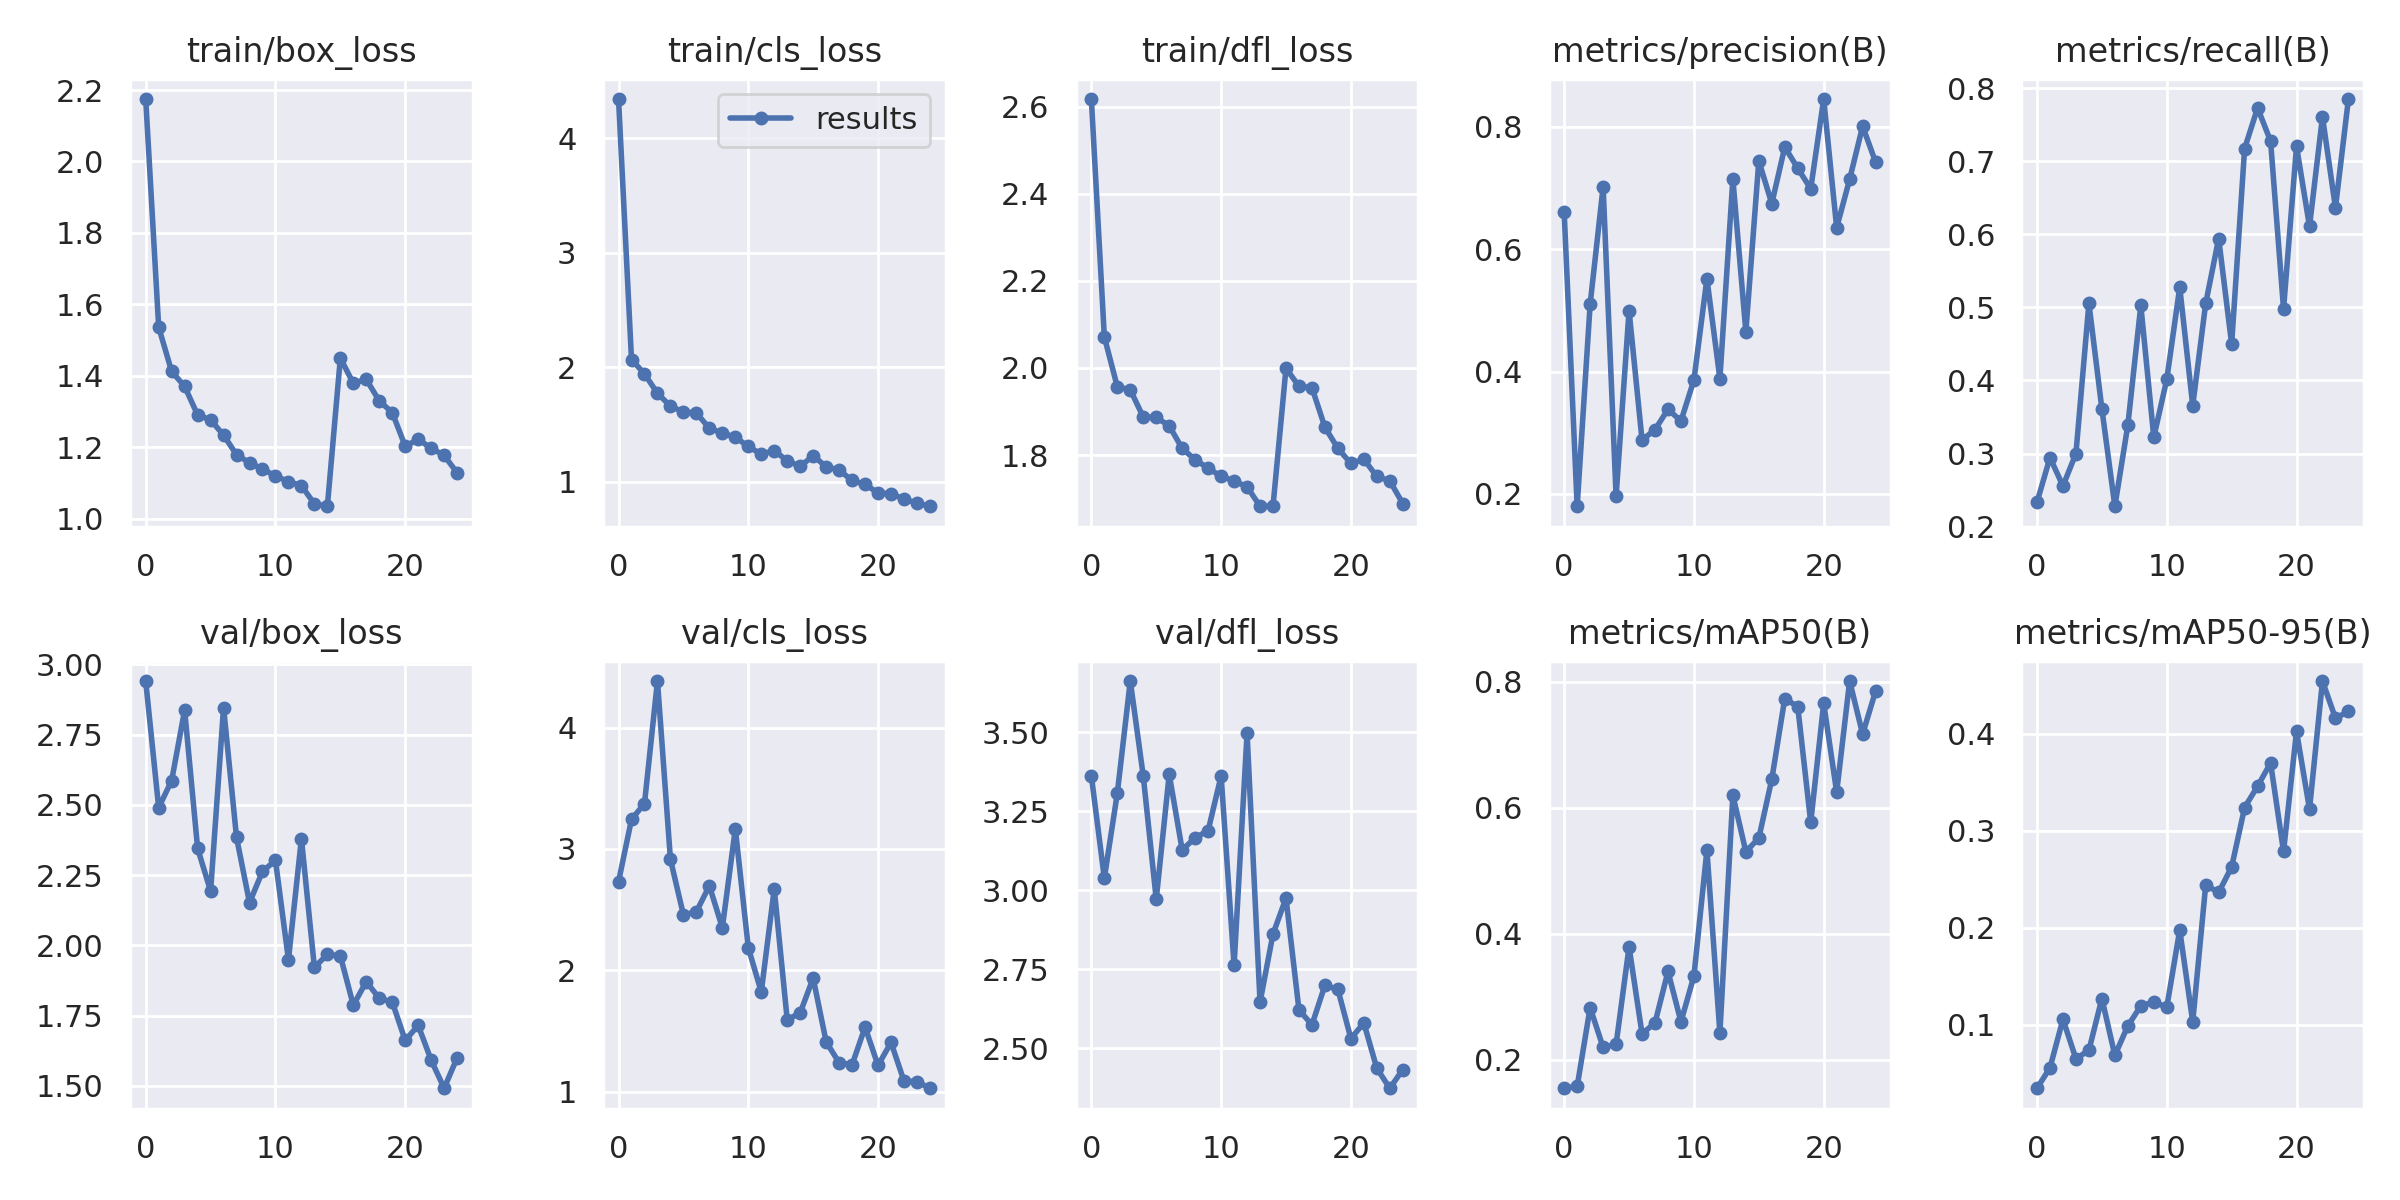 train/box_loss
train/cls_loss
train/dfl_loss
metrics/precision(B)
metrics/recall(B)
2.2
2.0
1.8
1.6
1.4
1.2
1.0
0 10 20
results
4
3
2
1
0 10 20
2.6
2.4
2.2
2.0
1.8
0 10 20
0.8
0.6
0.4
0.2
0 10 20
0.8
0.7
0.6
0.5
0.4
0.3
0.2
0 10 20
val/box_loss
val/cls_loss
val/dfl_loss
metrics/mAP50(B)
metrics/mAP50-95(B)
3.00
2.75
2.50
2.25
2.00
1.75
1.50
0 10 20
4
3
2
1
0 10 20
3.50
3.25
3.00
2.75
2.50
0 10 20
0.8
0.6
0.4
0.2
0 10 20
0.4
0.3
0.2
0.1
0 10 20